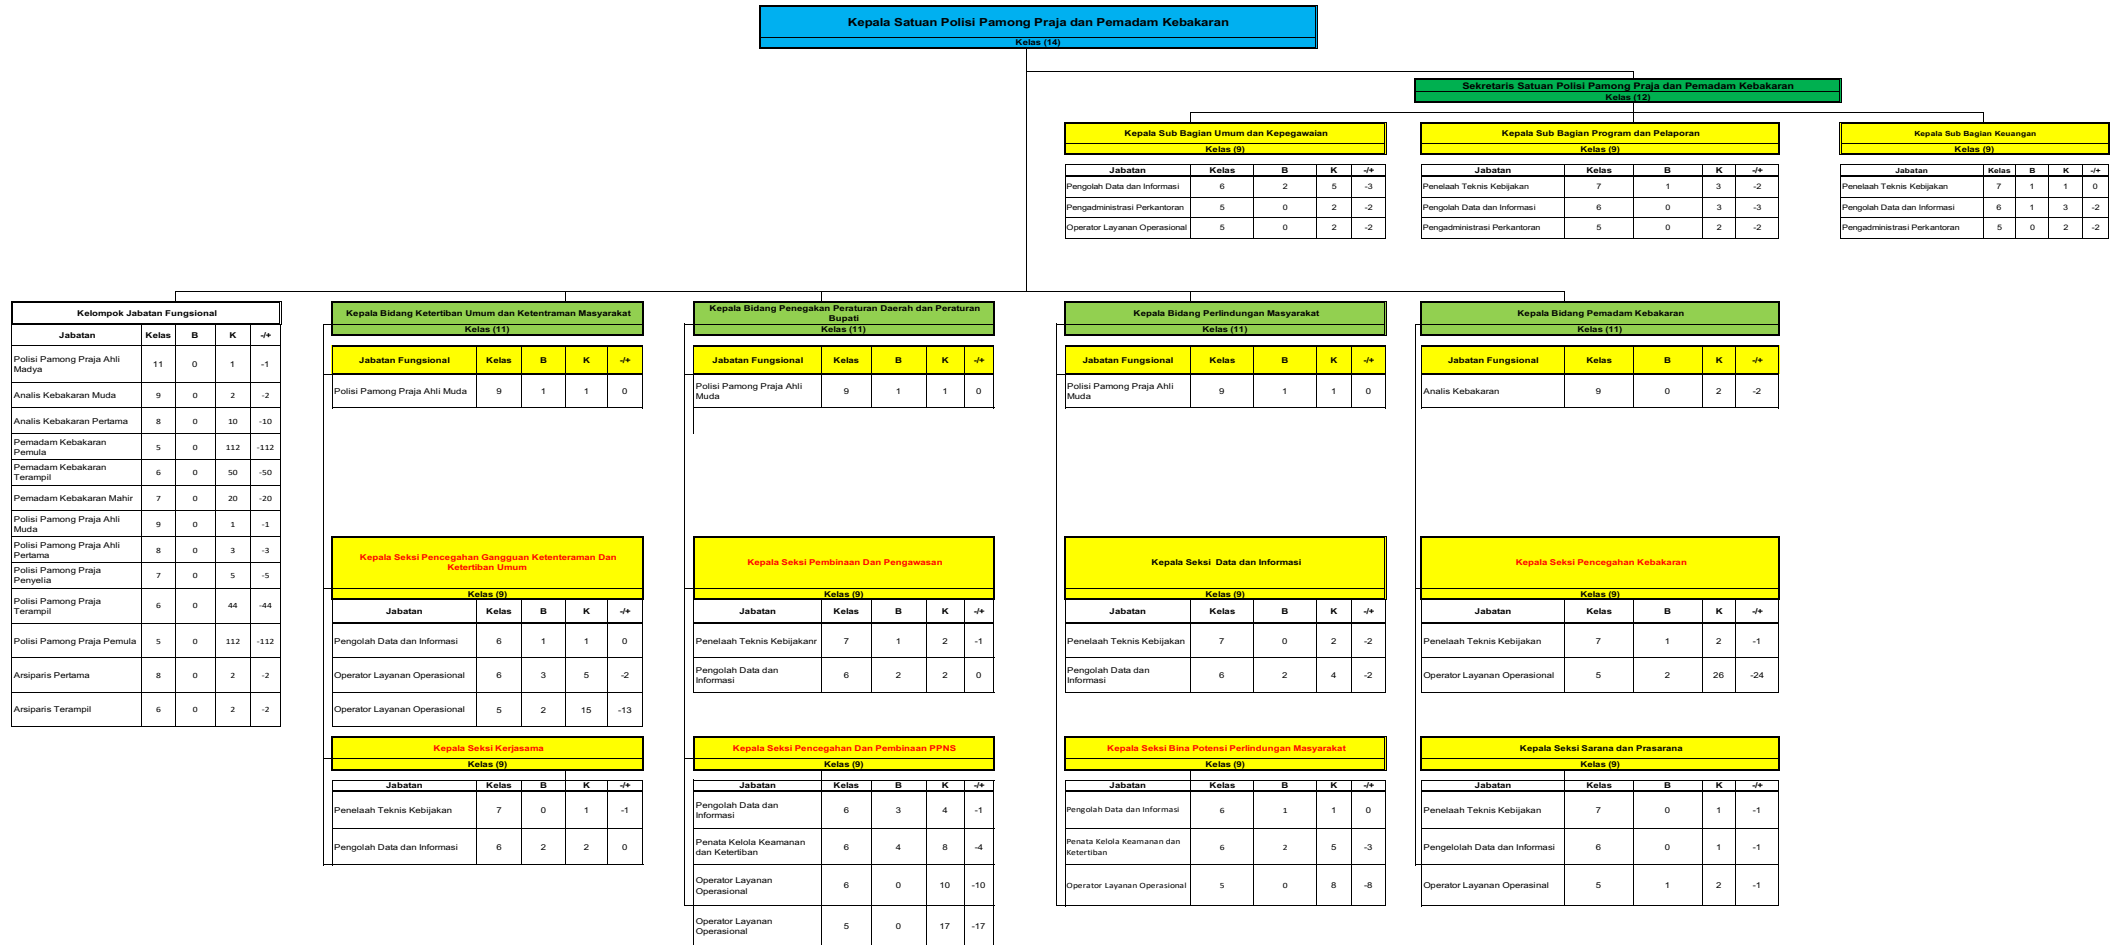 Kepala Satuan Polisi Pamong Praja dan Pemadam Kebakaran
Kelas (14)
Sekretaris Satuan Polisi Pamong Praja dan Pemadam Kebakaran
Kelas (12)
Kepala Sub Bagian Umum dan Kepegawaian
Kelas (9)
Jabatan Kelas B K -/+
Pengolah Data dan Informasi 6 2 5 -3
Pengadministrasi Perkantoran 5 0 2 -2
Operator Layanan Operasional 5 0 2 -2
Kepala Sub Bagian Program dan Pelaporan
Kelas (9)
Jabatan Kelas B K -/+
Penelaah Teknis Kebijakan 7 1 3 -2
Pengolah Data dan Informasi 6 0 3 -3
Pengadministrasi Perkantoran 5 0 2 -2
Kepala Sub Bagian Keuangan
Kelas (9)
Jabatan Kelas B K -/+
Penelaah Teknis Kebijakan 7 1 1 0
Pengolah Data dan Informasi 6 1 3 -2
Pengadministrasi Perkantoran 5 0 2 -2
Kelompok Jabatan Fungsional
Jabatan Kelas B K -/+
Polisi Pamong Praja Ahli
Madya 11 0 1 -1
Analis Kebakaran Muda 9 0 2 -2
Analis Kebakaran Pertama 8 0 10 -10
Pemadam Kebakaran
Pemula 5 0 112 -112
Pemadam Kebakaran
Terampil 6 0 50 -50
Pemadam Kebakaran Mahir 7 0 20 -20
Polisi Pamong Praja Ahli
Muda 9 0 1 -1
Polisi Pamong Praja Ahli
Pertama 8 0 3 -3
Polisi Pamong Praja
Penyelia 7 0 5 -5
Polisi Pamong Praja
Terampil 6 0 44 -44
Polisi Pamong Praja Pemula 5 0 112 -112
Arsiparis Pertama 8 0 2 -2
Arsiparis Terampil 6 0 2 -2
Kepala Bidang Ketertiban Umum dan Ketentraman Masyarakat
Kelas (11)
Jabatan Fungsional Kelas B K -/+
Polisi Pamong Praja Ahli Muda 9 1 1 0
Kepala Seksi Pencegahan Gangguan Ketenteraman Dan
Ketertiban Umum
Kelas (9)
Jabatan Kelas B K -/+
Pengolah Data dan Informasi 6 1 1 0
Operator Layanan Operasional 6 3 5 -2
Operator Layanan Operasional 5 2 15 -13
Kepala Seksi Kerjasama
Kelas (9)
Jabatan Kelas B K -/+
Penelaah Teknis Kebijakan 7 0 1 -1
Pengolah Data dan Informasi 6 2 2 0
Kepala Bidang Penegakan Peraturan Daerah dan Peraturan
Bupati
Kelas (11)
Jabatan Fungsional Kelas B K -/+
Polisi Pamong Praja Ahli
Muda 9 1 1 0
Kepala Seksi Pembinaan Dan Pengawasan
Kelas (9)
Jabatan Kelas B K -/+
Penelaah Teknis Kebijakanr 7 1 2 -1
Pengolah Data dan
Informasi 6 2 2 0
Kepala Seksi Pencegahan Dan Pembinaan PPNS
Kelas (9)
Jabatan Kelas B K -/+
Pengolah Data dan
Informasi 6 3 4 -1
Penata Kelola Keamanan
dan Ketertiban 6 4 8 -4
Operator Layanan
Operasional 6 0 10 -10
Operator Layanan
Operasional 5 0 17 -17
Kepala Bidang Perlindungan Masyarakat
Kelas (11)
Jabatan Fungsional Kelas B K -/+
Polisi Pamong Praja Ahli
Muda 9 1 1 0
Kepala Seksi Data dan Informasi
Kelas (9)
Jabatan Kelas B K -/+
Penelaah Teknis Kebijakan 7 0 2 -2
Pengolah Data dan
Informasi 6 2 4 -2
Kepala Seksi Bina Potensi Perlindungan Masyarakat
Kelas (9)
Jabatan Kelas B K -/+
Pengolah Data dan Informasi 6 1 1 0
Penata Kelola Keamanan dan
Ketertiban 6 2 5 -3
Operator Layanan Operasional 5 0 8 -8
Kepala Bidang Pemadam Kebakaran
Kelas (11)
Jabatan Fungsional Kelas B K -/+
Analis Kebakaran 9 0 2 -2
Kepala Seksi Pencegahan Kebakaran
Kelas (9)
Jabatan Kelas B K -/+
Penelaah Teknis Kebijakan 7 1 2 -1
Operator Layanan Operasional 5 2 26 -24
Kepala Seksi Sarana dan Prasarana
Kelas (9)
Jabatan Kelas B K -/+
Penelaah Teknis Kebijakan 7 0 1 -1
Pengelolah Data dan Informasi 6 0 1 -1
Operator Layanan Operasinal 5 1 2 -1